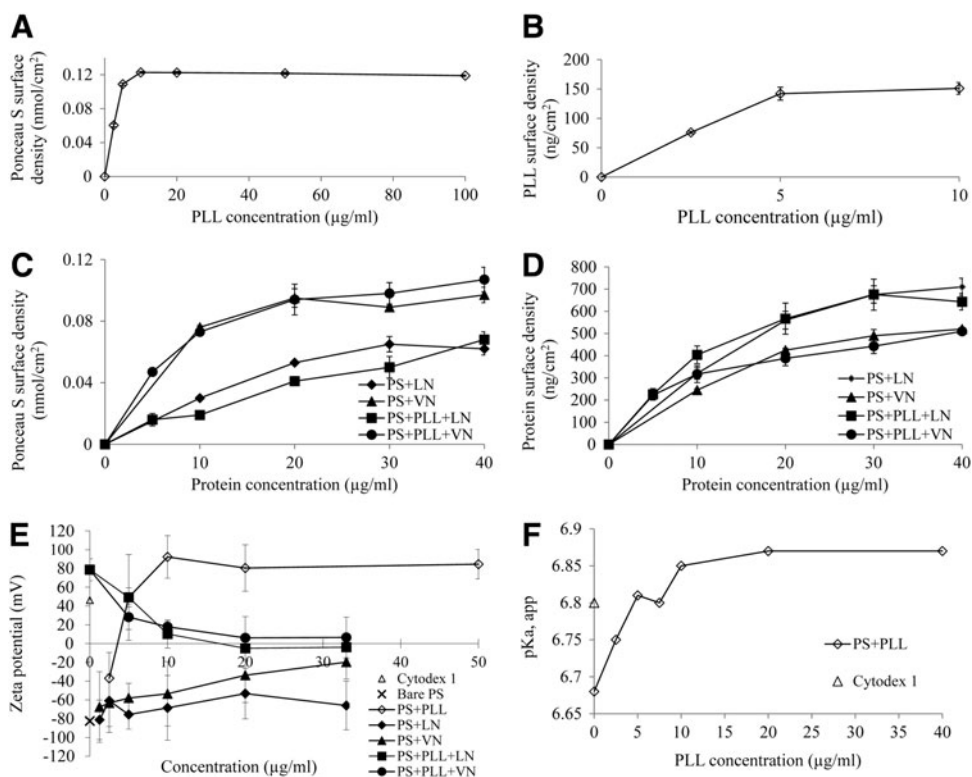 A
Ponceau S surface
density (nmol/cm²)
0.12
0.08
0.04
0
0 20 40 60 80 100
PLL concentration (µg/ml)
B
PLL surface density
(ng/cm²)
200
150
100
50
0
0 5 10
PLL concentration (µg/ml)
C
Ponceau S surface density
(nmol/cm²)
0.12
0.08
0.04
0
0 10 20 30 40
Protein concentration (µg/ml)
PS+LN
PS+VN
PS+PLL+LN
PS+PLL+VN
D
Protein surface density
(ng/cm²)
800
700
600
500
400
300
200
100
0
0 10 20 30 40
Protein concentration (µg/ml)
PS+LN
PS+VN
PS+PLL+LN
PS+PLL+VN
E
Zeta potential (mV)
120
100
80
60
40
20
0
-20
-40
-60
-80
-100
-120
0 10 20 30 40 50
Concentration (µg/ml)
Cytodex 1
Bare PS
PS+PLL
PS+LN
PS+VN
PS+PLL+LN
PS+PLL+VN
F
pKa, app
6.9
6.85
6.8
6.75
6.7
6.65
0 5 10 15 20 25 30 35 40
PLL concentration (µg/ml)
PS+PLL
Cytodex 1